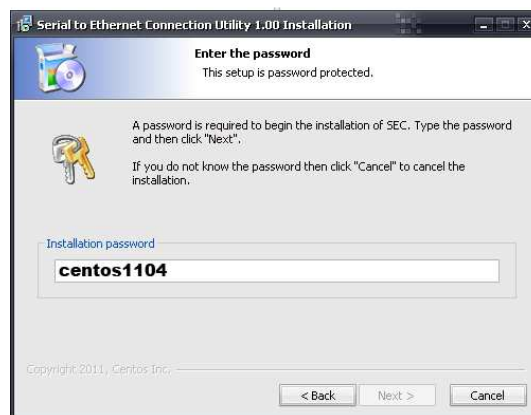 Serial to Ethernet Connection Utility 1.00 Installation
Enter the password
This setup is password protected.
A password is required to begin the installation of SEC. Type the password
and then click "Next".
If you do not know the password then click "Cancel" to cancel the
installation.
Installation password
centos1104
Copyright 2011, Centos Inc.
< Back
Next >
Cancel